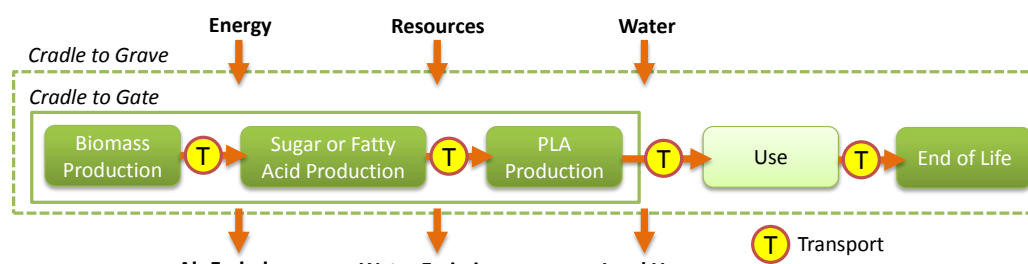 Energy Resources Water
Cradle to Grave
Cradle to Gate
Biomass
Production
T
Sugar or Fatty
Acid Production
T
PLA
Production
T
Use
T
End of Life
T Transport